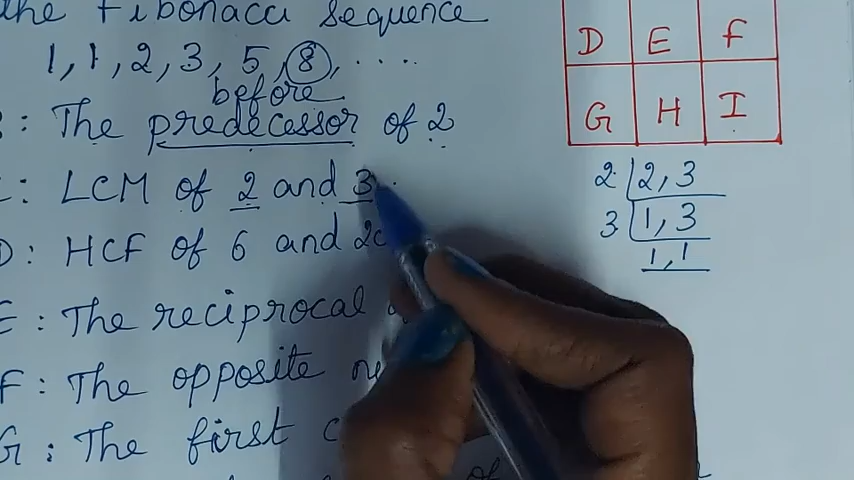 the Fibonacci Sequence
1, 1, 2, 3, 5, 8, ....
before
: The predecessor of 2
: LCM of 2 and 3.
D: HCF of 6 and
E: The reciprocal
F: The opposite
G: The first
D E F
G H I
2 | 2, 3
3 | 1, 3
1, 1